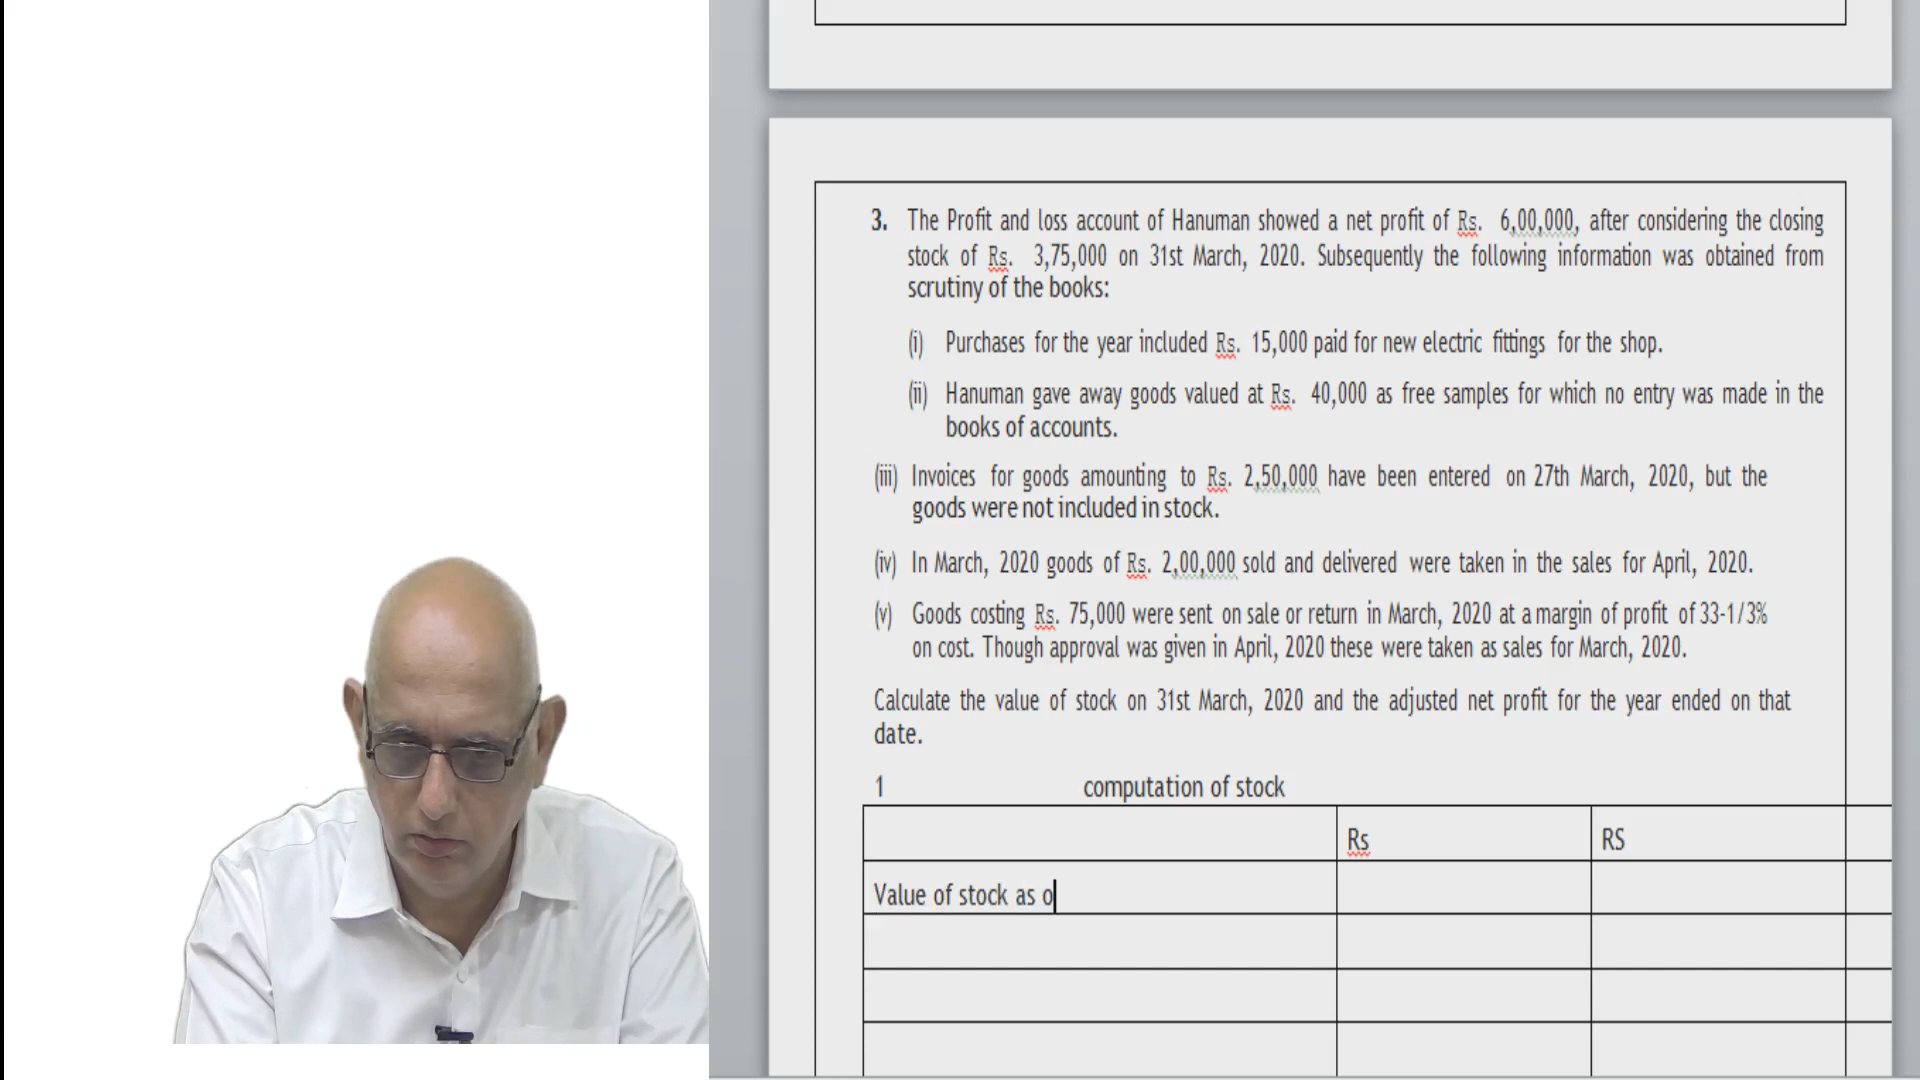 3. The Profit and loss account of Hanuman showed a net profit of Rs. 6,00,000, after considering the closing
stock of Rs. 3,75,000 on 31st March, 2020. Subsequently the following information was obtained from
scrutiny of the books:
(i) Purchases for the year included Rs. 15,000 paid for new electric fittings for the shop.
(ii) Hanuman gave away goods valued at Rs. 40,000 as free samples for which no entry was made in the
books of accounts.
(iii) Invoices for goods amounting to Rs. 2,50,000 have been entered on 27th March, 2020, but the
goods were not included in stock.
(iv) In March, 2020 goods of Rs. 2,00,000 sold and delivered were taken in the sales for April, 2020.
(v) Goods costing Rs. 75,000 were sent on sale or return in March, 2020 at a margin of profit of 33-1/3%
on cost. Though approval was given in April, 2020 these were taken as sales for March, 2020.
Calculate the value of stock on 31st March, 2020 and the adjusted net profit for the year ended on that
date.
1 computation of stock
Rs RS
Value of stock as o